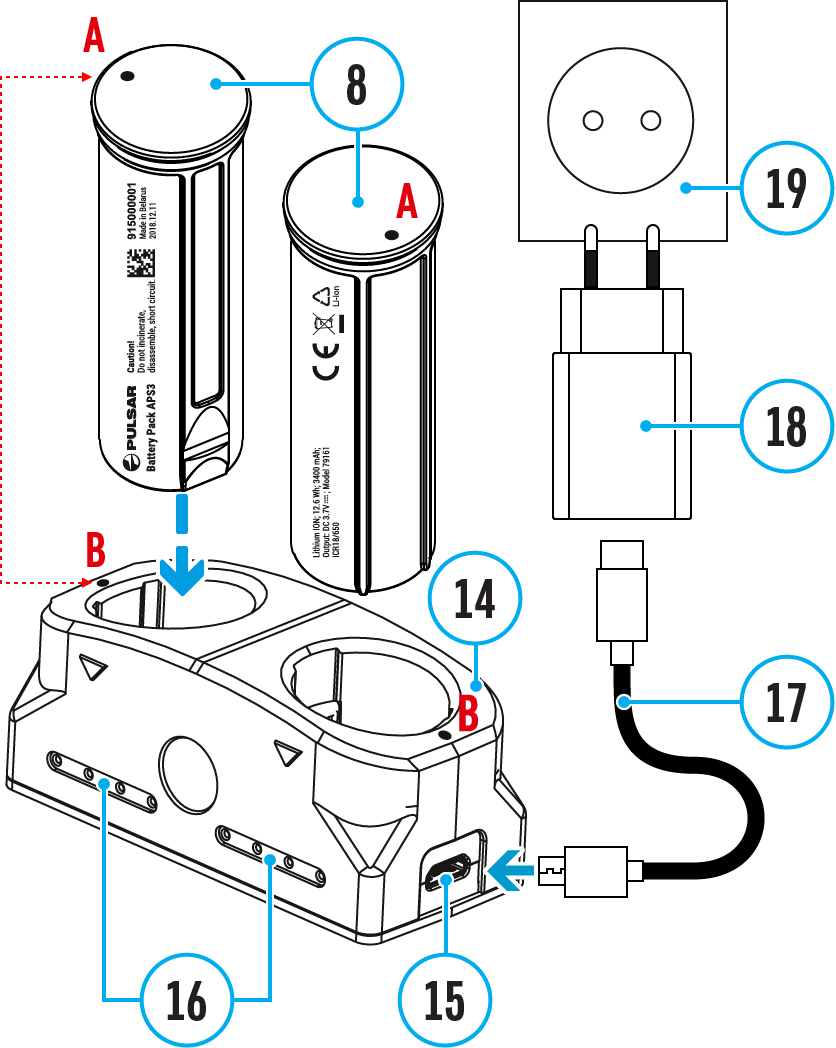 A
8
19
915000001
Made in Belarus
2018.12.11
Caution!
Do not incinerate,
disassemble, short circuit.
PULSAR
Battery Pack APS3
A
Li-Ion
CE
Lithium ION; 12.6 Wh; 3400 mAh;
Output: DC 3.7V ; Model 79161
ICR18/650
18
B
14
B
17
16
15